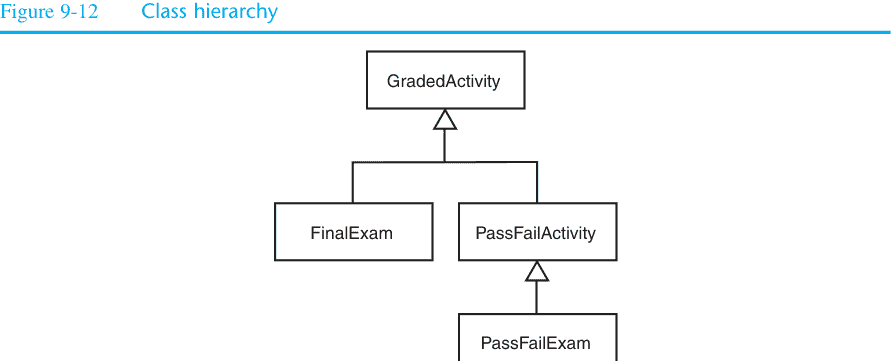 Figure 9-12 Class hierarchy
GradedActivity
FinalExam PassFailActivity
PassFailExam